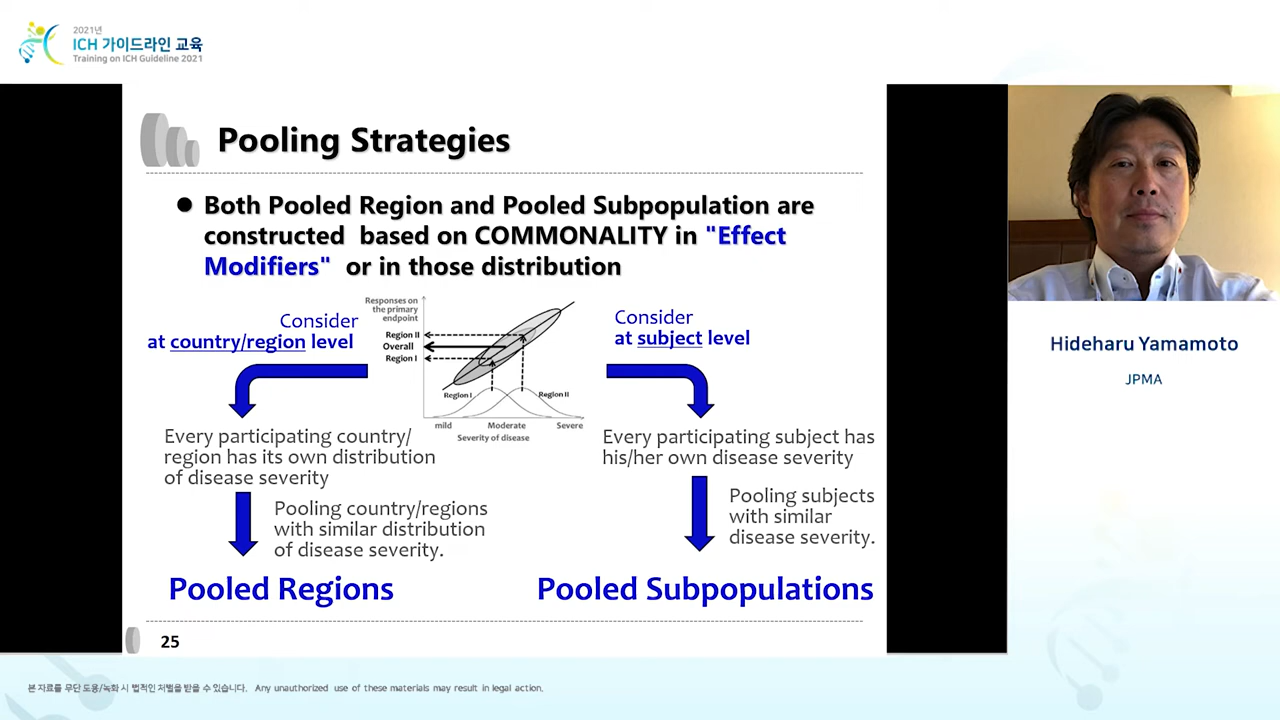 2021년
ICH 가이드라인 교육
Training on ICH Guideline 2021
Pooling Strategies
● Both Pooled Region and Pooled Subpopulation are
constructed based on COMMONALITY in "Effect
Modifiers" or in those distribution
Consider
at country/region level
Responses on
the primary
endpoint
Region II
Overall
Region I
Region I
Region II
mild Moderate Severe
Severity of disease
Consider
at subject level
Every participating country/
region has its own distribution
of disease severity
Pooling country/regions
with similar distribution
of disease severity.
Pooled Regions
Every participating subject has
his/her own disease severity
Pooling subjects
with similar
disease severity.
Pooled Subpopulations
25
Hideharu Yamamoto
JPMA
본 자료를 무단 도용/녹화 시 법적인 처벌을 받을 수 있습니다. Any unauthorized use of these materials may result in legal action.